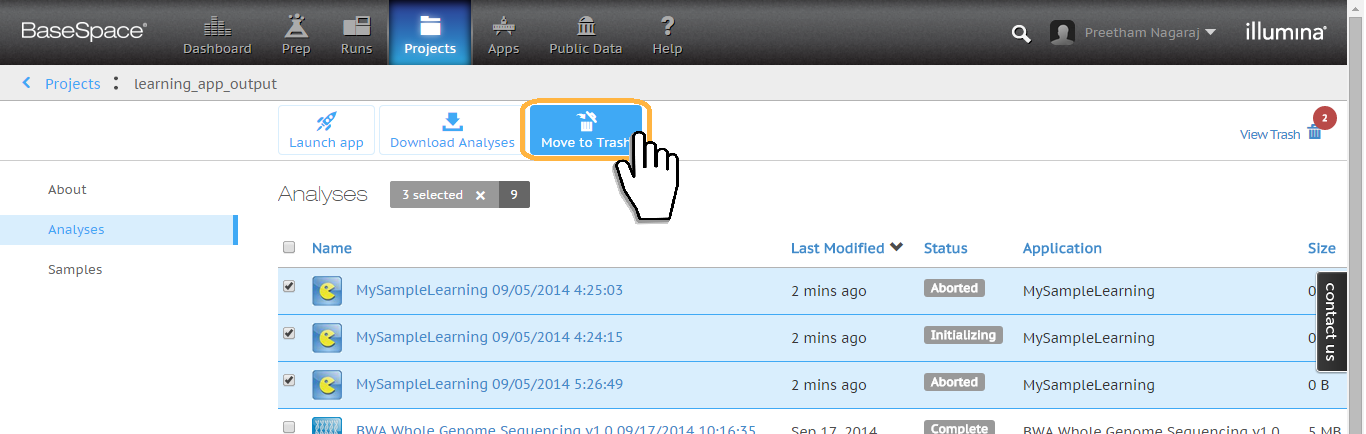 BaseSpace®
Dashboard Prep Runs Projects Apps Public Data Help
Preetham Nagaraj
illumina®
Projects : learning_app_output
Launch app Download Analyses Move to Trash
View Trash 2
About
Analyses
Samples
Analyses 3 selected × 9
Name Last Modified Status Application Size
MySampleLearning 09/05/2014 4:25:03 2 mins ago Aborted MySampleLearning 0
MySampleLearning 09/05/2014 4:24:15 2 mins ago Initializing MySampleLearning 0
MySampleLearning 09/05/2014 5:26:49 2 mins ago Aborted MySampleLearning 0 B
BWA Whole Genome Sequencing v1.0 09/17/2014 10:16:35 Sep 17, 2014 Complete BWA Whole Genome Sequencing v1.0 5 MB
contact us